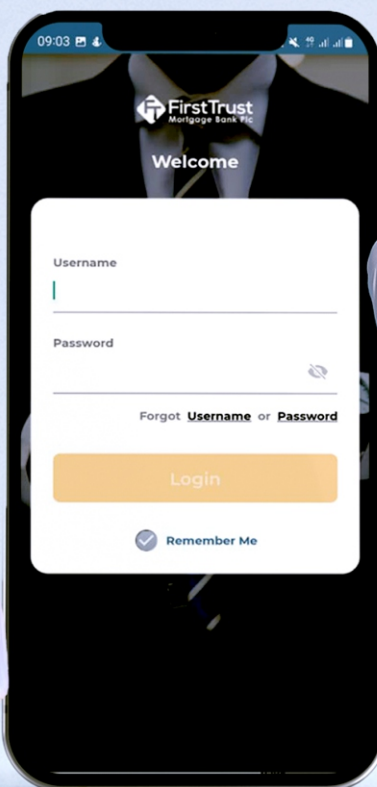 09:03
FirstTrust
Mortgage Bank Plc
Welcome
Username
Password
Forgot Username or Password
Login
Remember Me